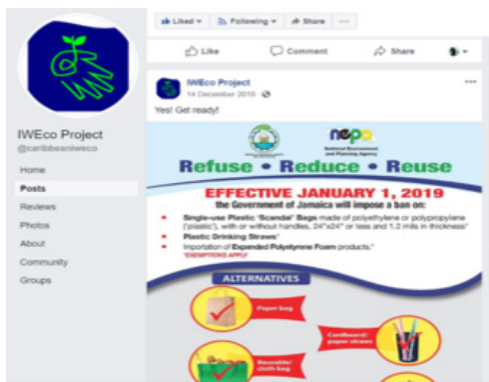 Liked
Following
Share
Like
Comment
Share
IWEco Project
14 December 2018
Yes! Get ready!
IWEco Project
@caribbeaniweco
Home
Posts
Reviews
Photos
About
Community
Groups
nepa
National Environment
and Planning Agency
Refuse • Reduce • Reuse
EFFECTIVE JANUARY 1, 2019
the Government of Jamaica will impose a ban on:
Single-use Plastic 'Scandal' Bags made of polyethylene or polypropylene
('plastic'), with or without handles, 24"x24" or less and 1.2 mils in thickness*
Plastic Drinking Straws*
Importation of Expanded Polystyrene Foam products.*
*EXEMPTIONS APPLY
ALTERNATIVES
Paper bag
Cardboard/
paper straws
Reusable/
cloth bag